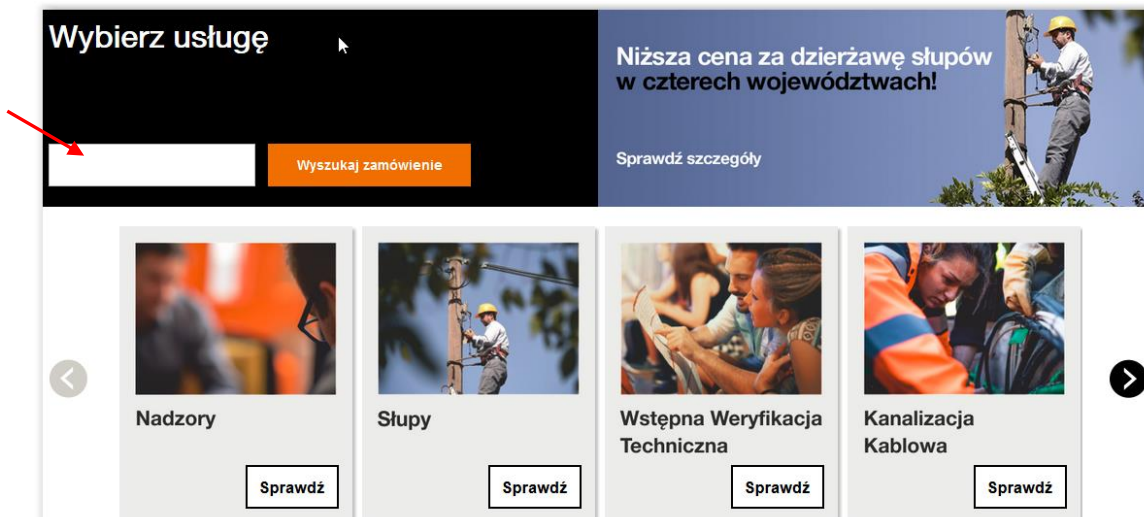 Wybierz usługę
Wyszukaj zamówienie
Niższa cena za dzierżawę słupów
w czterech województwach!
Sprawdź szczegóły
Nadzory
Sprawdź
Słupy
Sprawdź
Wstępna Weryfikacja
Techniczna
Sprawdź
Kanalizacja
Kablowa
Sprawdź